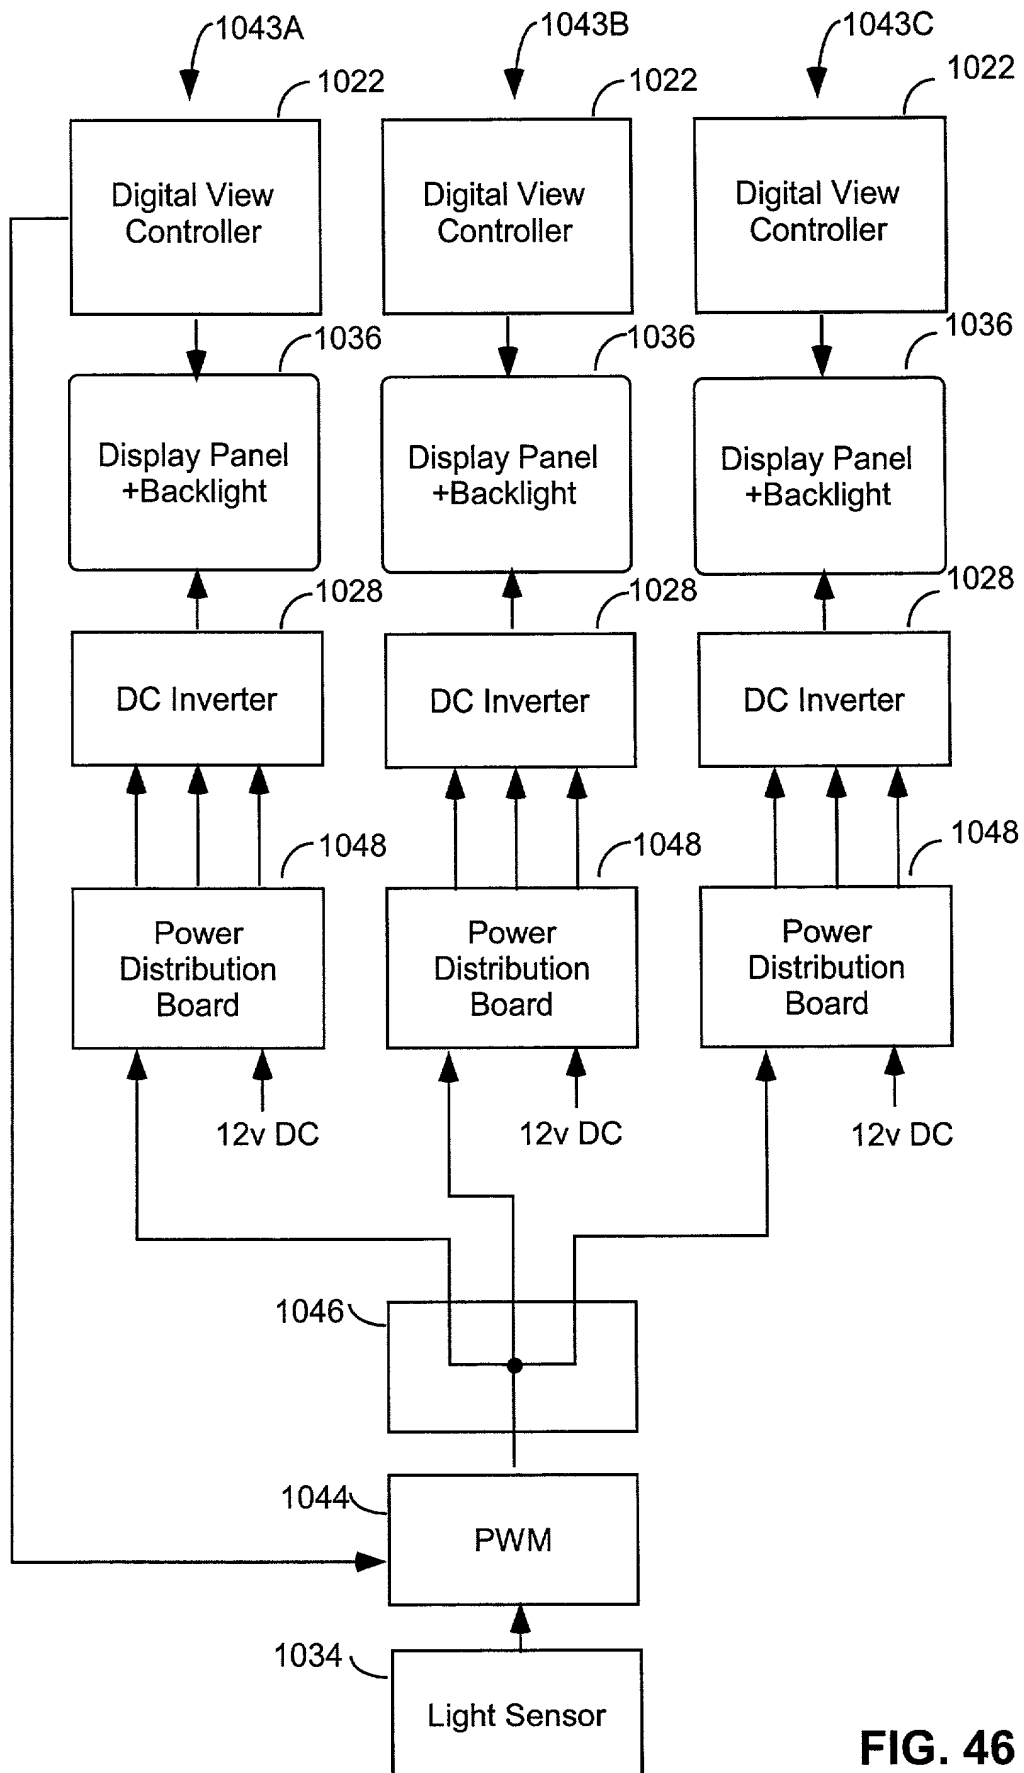 1043A
1043B
1043C
1022
1022
1022
Digital View
Controller
Digital View
Controller
Digital View
Controller
1036
1036
1036
Display Panel
+Backlight
Display Panel
+Backlight
Display Panel
+Backlight
1028
1028
1028
DC Inverter
DC Inverter
DC Inverter
1048
1048
1048
Power
Distribution
Board
Power
Distribution
Board
Power
Distribution
Board
12v DC
12v DC
12v DC
1046
1044
PWM
1034
Light Sensor
FIG. 46